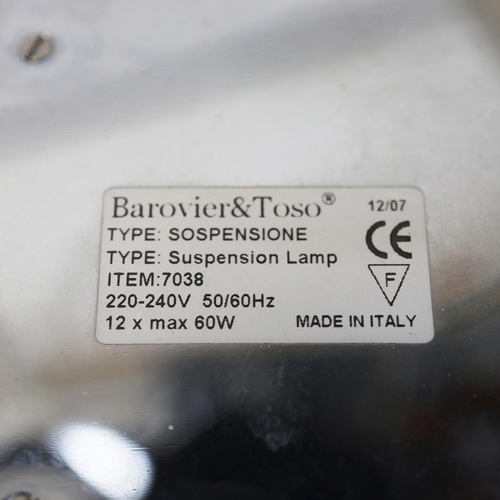 Barovier&Toso® 12/07
TYPE: SOSPENSIONE
CE
TYPE: Suspension Lamp
ITEM:7038
F
220-240V 50/60Hz
12 x max 60W MADE IN ITALY